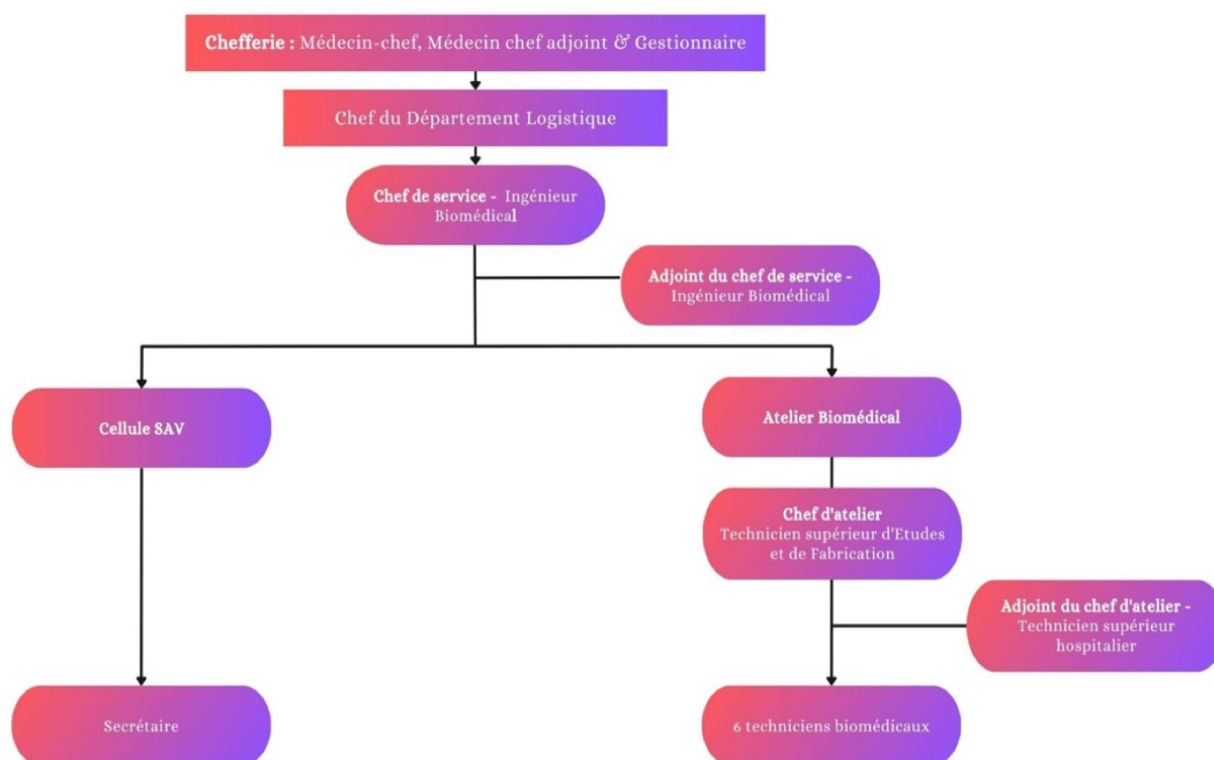 Chefferie : Médecin-chef, Médecin chef adjoint & Gestionnaire
Chef du Département Logistique
Chef de service - Ingénieur
Biomédical
Adjoint du chef de service -
Ingénieur Biomédical
Cellule SAV
Atelier Biomédical
Chef d'atelier
Technicien supérieur d'Etudes
et de Fabrication
Adjoint du chef d'atelier -
Technicien supérieur
hospitalier
Secrétaire
6 techniciens biomédicaux